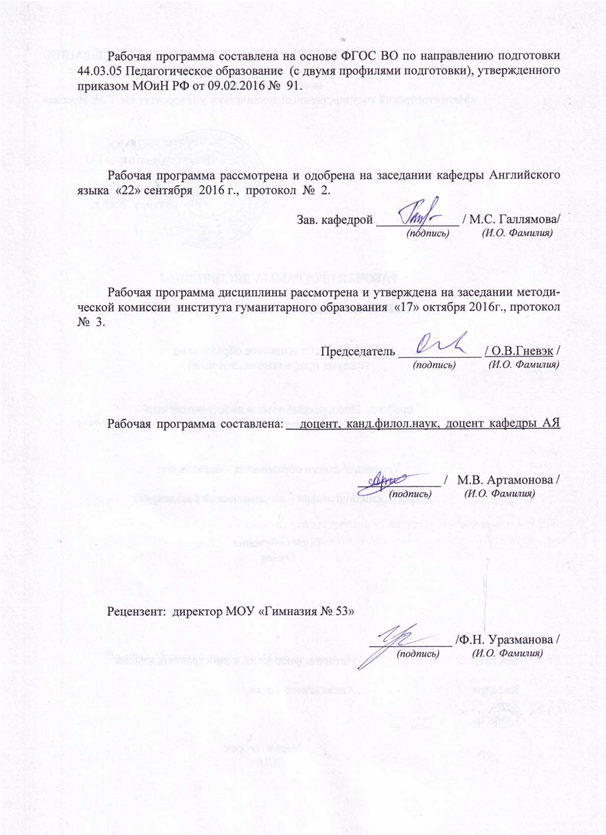 Рабочая программа составлена на основе ФГОС ВО по направлению подготовки
44.03.05 Педагогическое образование (с двумя профилями подготовки), утвержденного
приказом МОиН РФ от 09.02.2016 № 91.
Рабочая программа рассмотрена и одобрена на заседании кафедры Английского
языка «22» сентября 2016 г., протокол № 2.
Зав. кафедрой / М.С. Галлямова/
(подпись) (И.О. Фамилия)
Рабочая программа дисциплины рассмотрена и утверждена на заседании методи-
ческой комиссии института гуманитарного образования «17» октября 2016г., протокол
№ 3.
Председатель / О.В.Гневэк /
(подпись) (И.О. Фамилия)
Рабочая программа составлена: доцент, канд.филол.наук, доцент кафедры АЯ
/ М.В. Артамонова /
(подпись) (И.О. Фамилия)
Рецензент: директор МОУ «Гимназия № 53»
/Ф.Н. Уразманова /
(подпись) (И.О. Фамилия)